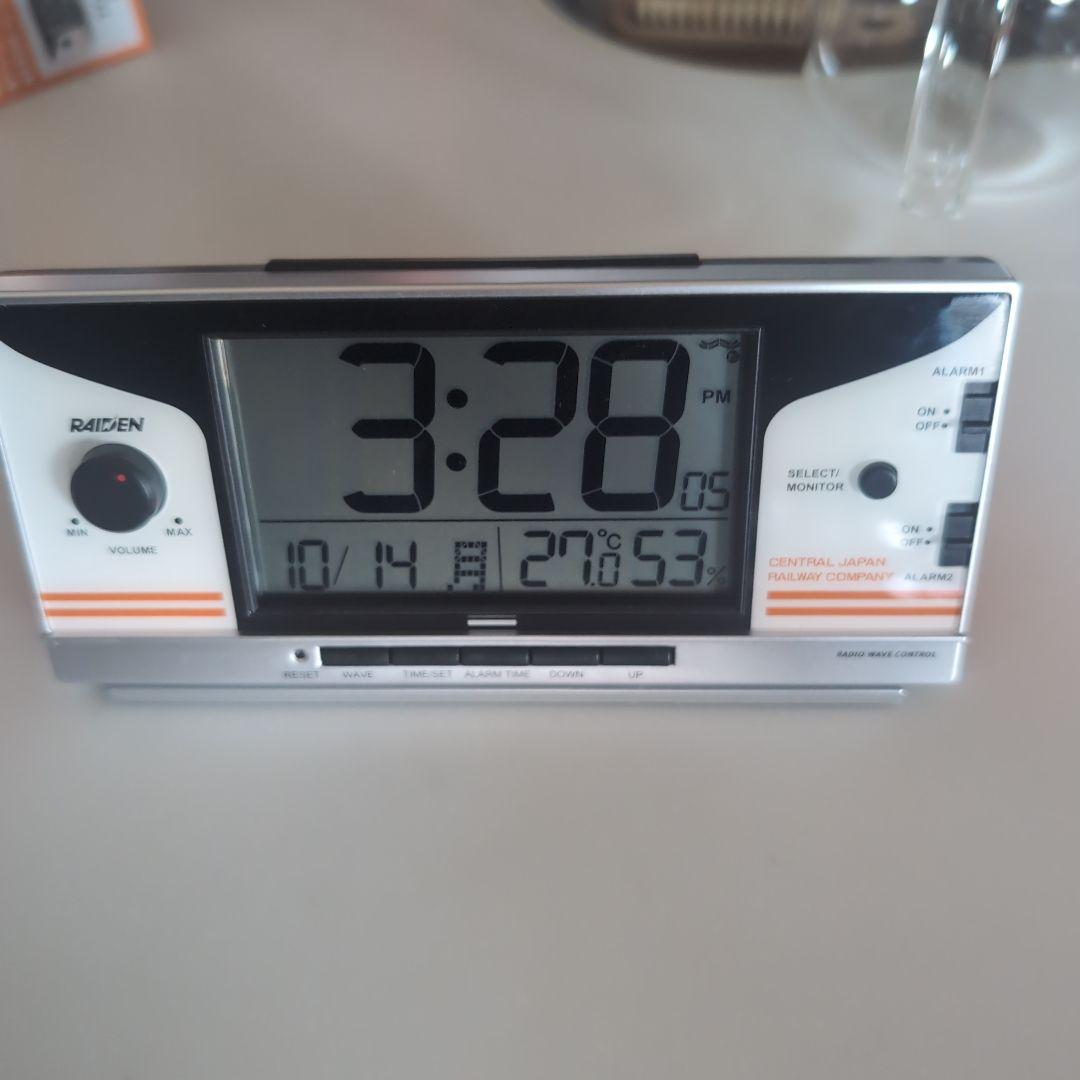 3:28
PM
05
10/14 月
27.0℃ 53%
RAIDEN
MIN
MAX
VOLUME
SELECT/
MONITOR
ALARM1
ON
OFF
ON
OFF
ALARM2
CENTRAL JAPAN
RAILWAY COMPANY
RESET
WAVE
TIME/SET
ALARM TIME
DOWN
UP
RADIO WAVE CONTROL